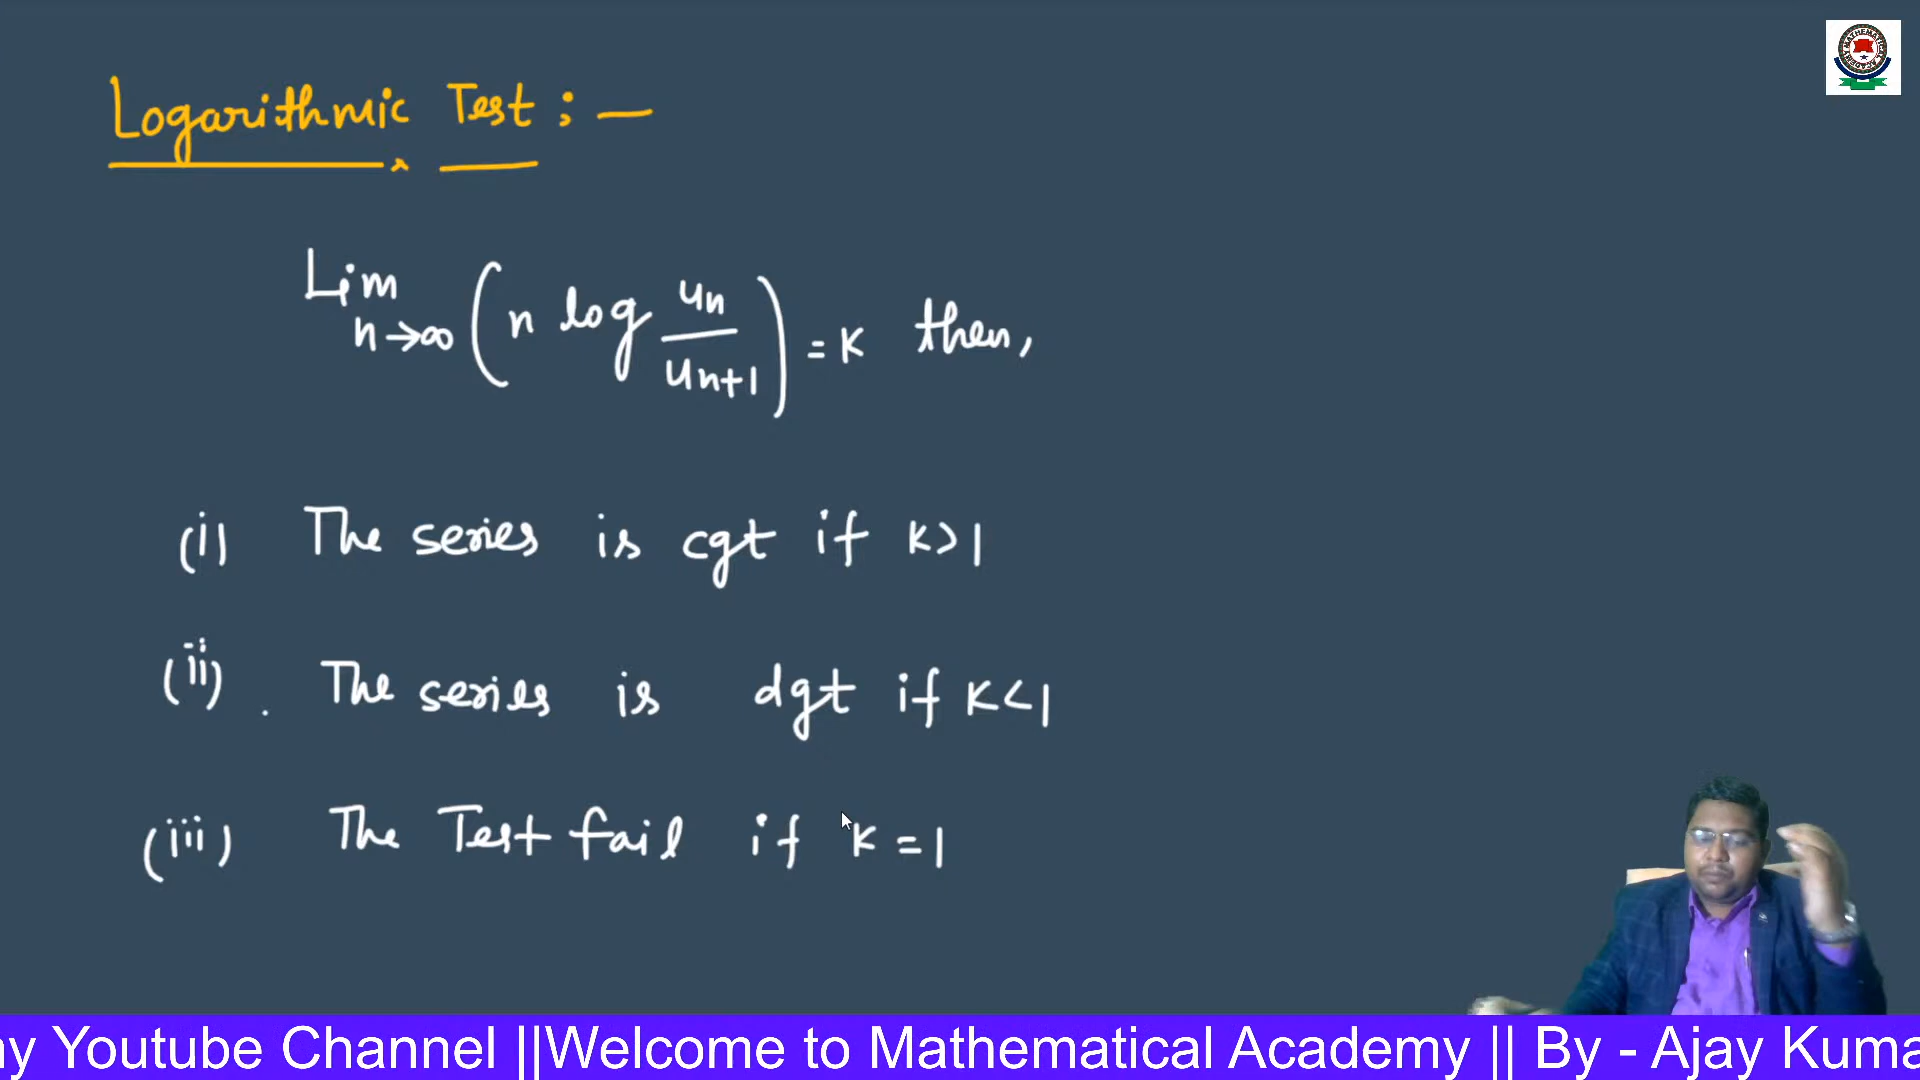 Logarithmic Test : —
Lim n→∞ ( n log un / un+1 ) = K then,
(i) The series is cgt if K > 1
(ii) . The series is dgt if K < 1
(iii) The Test fail if K = 1
ny Youtube Channel ||Welcome to Mathematical Academy || By - Ajay Kuma